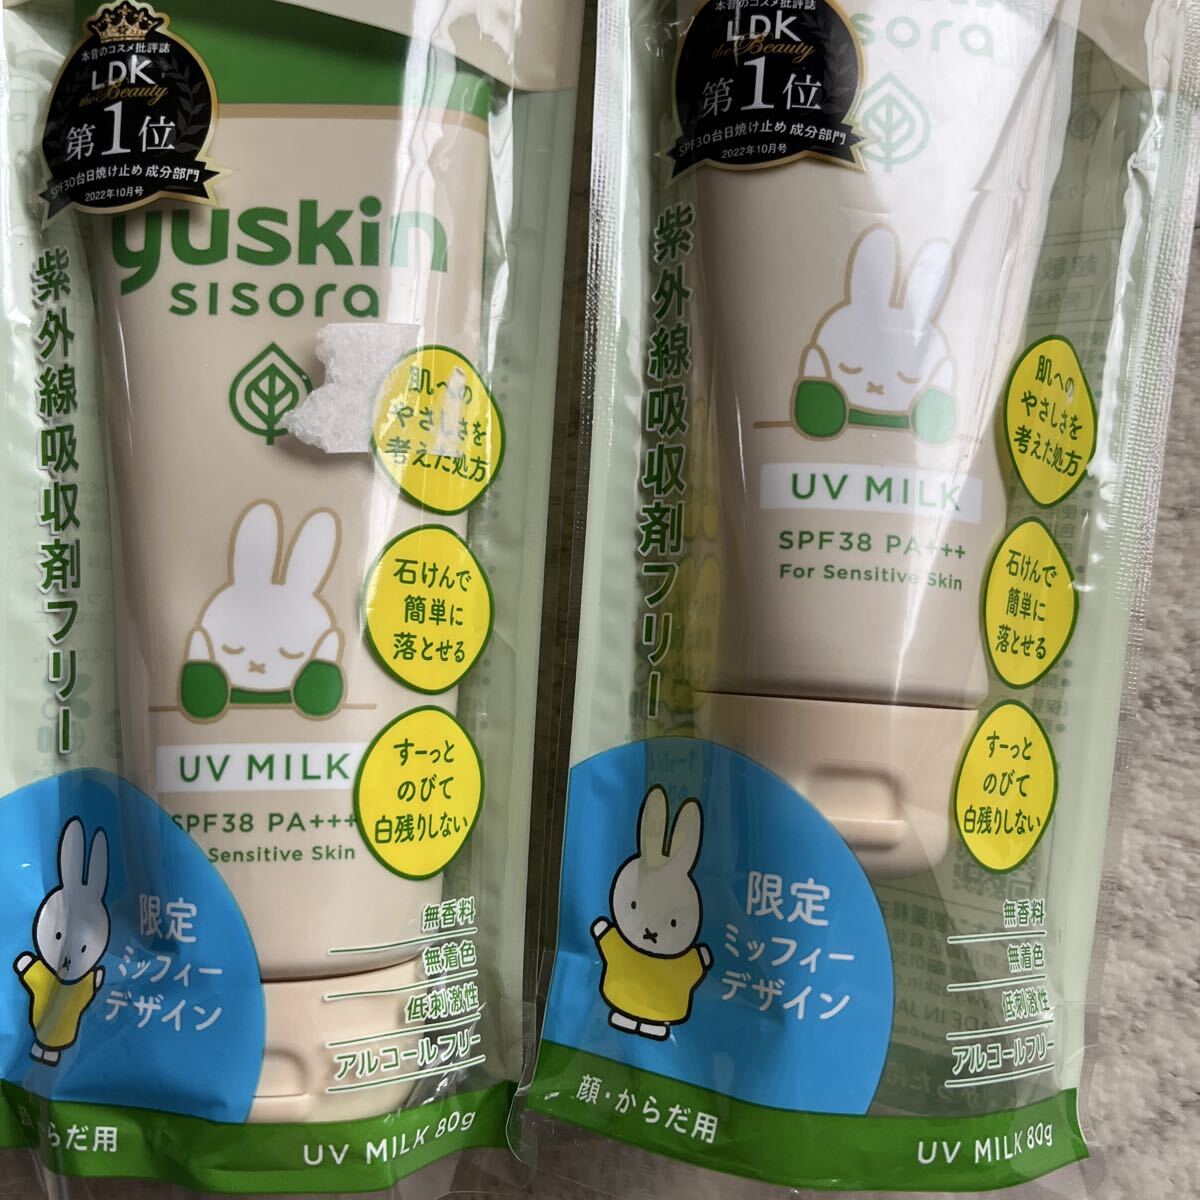 本音のコスメ批評誌
LDK
the Beauty
第1位
SPF30台日焼け止め 成分部門
2022年10月号
紫外線吸収剤フリー
yuskin
sisora
肌への
やさしさを
考えた処方
石けんで
簡単に
落とせる
すーっと
のびて
白残りしない
UV MILK
SPF38 PA+++
Sensitive Skin
限定
ミッフィー
デザイン
無香料
無着色
低刺激性
アルコールフリー
顔・からだ用
UV MILK 80g
本音のコスメ批評誌
LDK
the Beauty
第1位
SPF30台日焼け止め 成分部門
2022年10月号
sora
紫外線吸収剤フリー
肌への
やさしさを
考えた処方
石けんで
簡単に
落とせる
すーっと
のびて
白残りしない
UV MILK
SPF38 PA+++
For Sensitive Skin
限定
ミッフィー
デザイン
無香料
無着色
低刺激性
アルコールフリー
顔・からだ用
UV MILK 80g